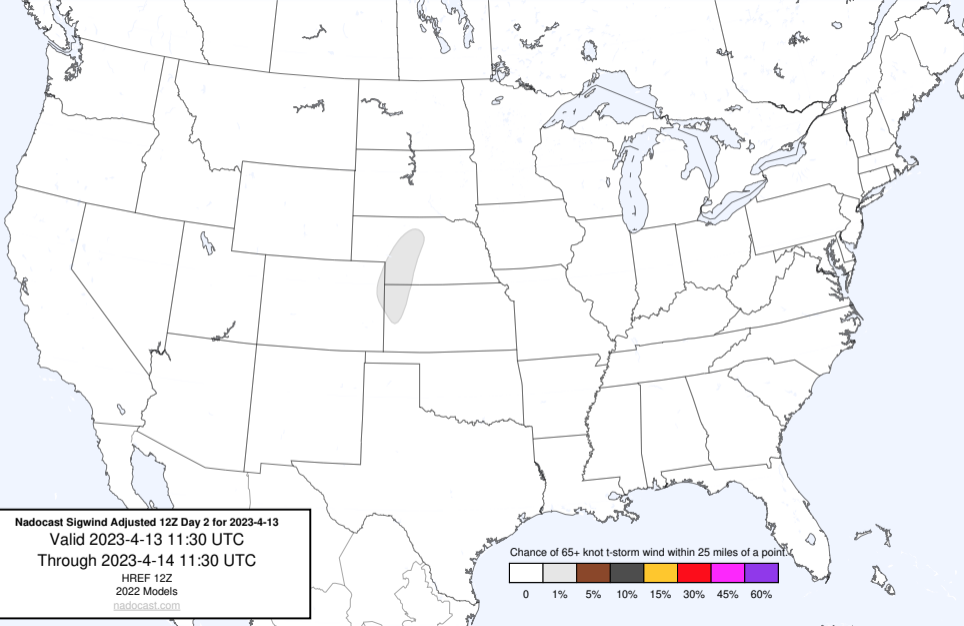 Nadocast Sigwind Adjusted 12Z Day 2 for 2023-4-13
Valid 2023-4-13 11:30 UTC
Through 2023-4-14 11:30 UTC
HREF 12Z
2022 Models
nadocast.com
Chance of 65+ knot t-storm wind within 25 miles of a point.
0 1% 5% 10% 15% 30% 45% 60%